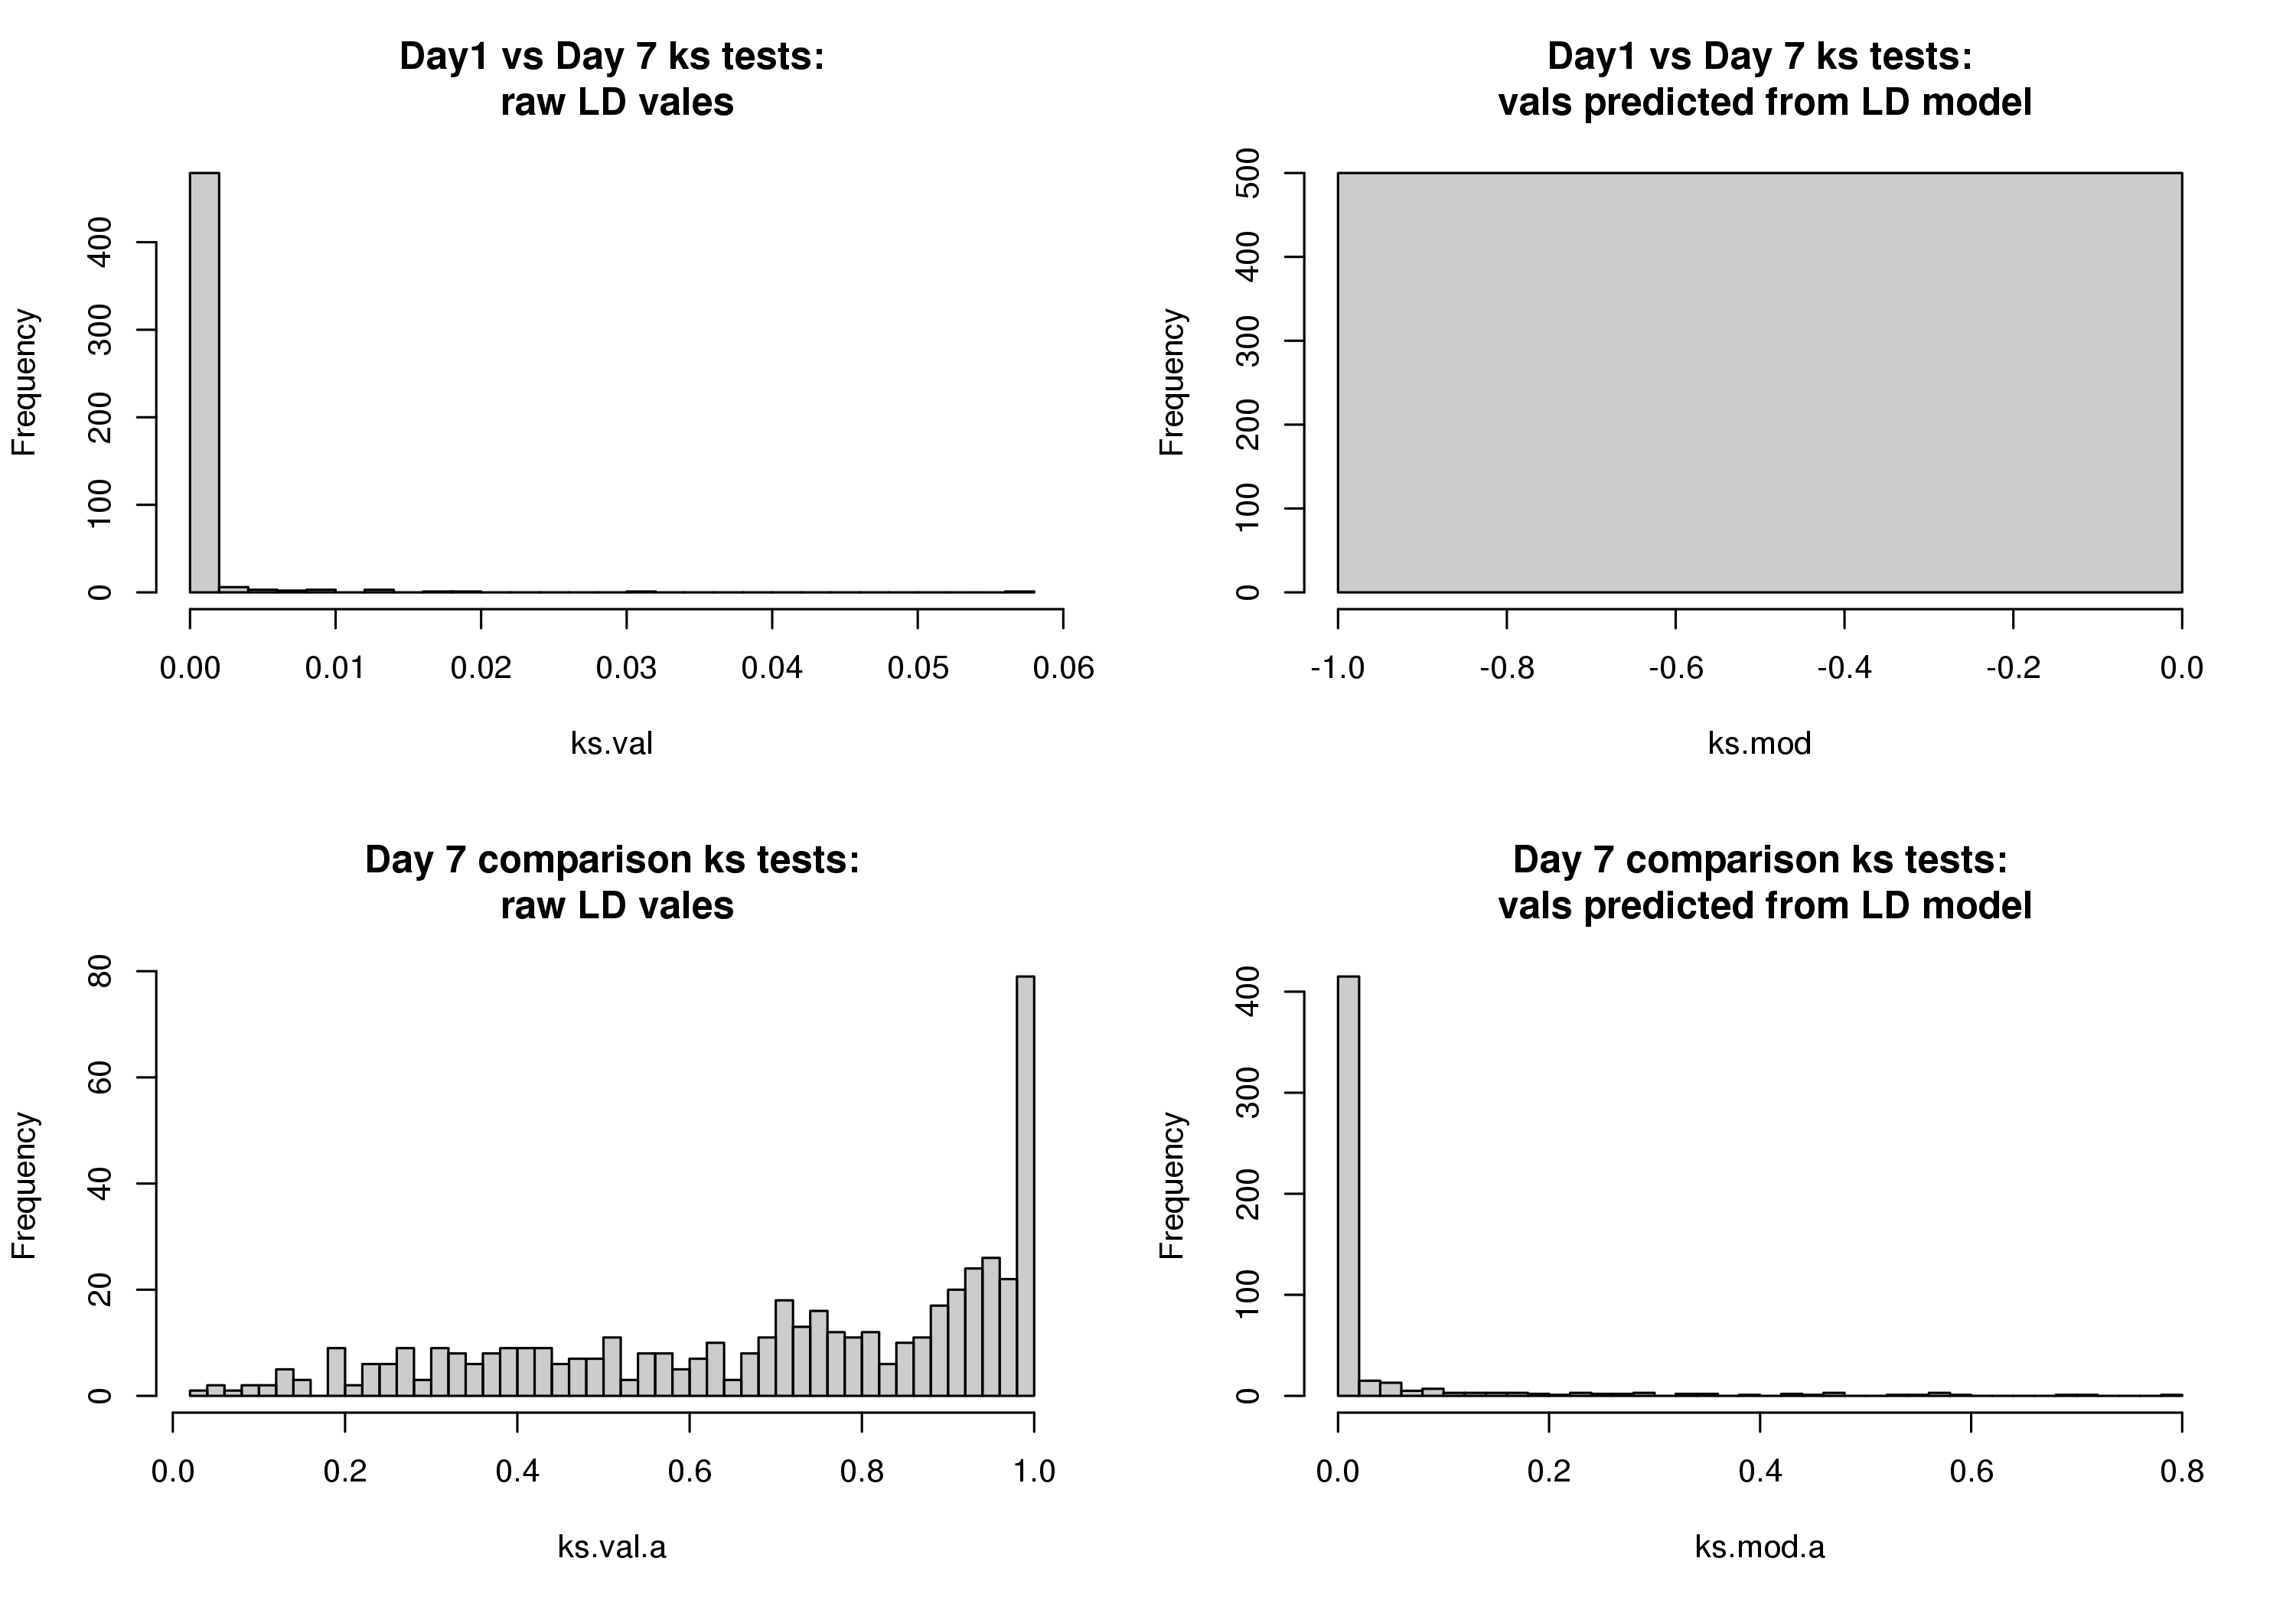 Day1 vs Day 7 ks tests:
raw LD vales
Frequency
400
300
200
100
0
0.00 0.01 0.02 0.03 0.04 0.05 0.06
ks.val
Day1 vs Day 7 ks tests:
vals predicted from LD model
Frequency
500
400
300
200
100
0
-1.0 -0.8 -0.6 -0.4 -0.2 0.0
ks.mod
Day 7 comparison ks tests:
raw LD vales
Frequency
80
60
40
20
0
0.0 0.2 0.4 0.6 0.8 1.0
ks.val.a
Day 7 comparison ks tests:
vals predicted from LD model
Frequency
400
300
200
100
0
0.0 0.2 0.4 0.6 0.8
ks.mod.a